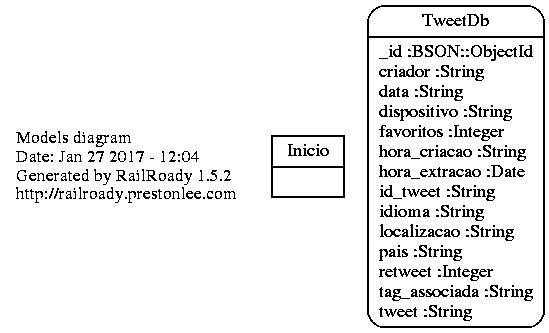 Models diagram
Date: Jan 27 2017 - 12:04
Generated by RailRoady 1.5.2
http://railroady.prestonlee.com
Inicio
TweetDb
_id :BSON::ObjectId
criador :String
data :String
dispositivo :String
favoritos :Integer
hora_criacao :String
hora_extracao :Date
id_tweet :String
idioma :String
localizacao :String
pais :String
retweet :Integer
tag_associada :String
tweet :String